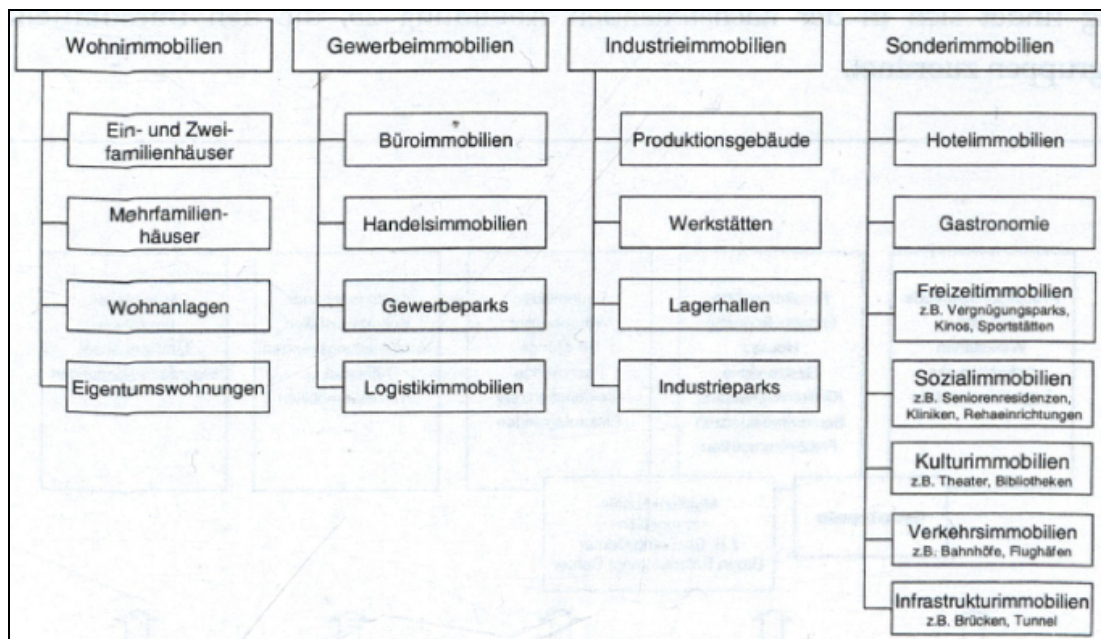 gruppen zuordnet.
Wohnimmobilien
Ein- und Zwei-
familienhäuser
Mehrfamilien-
häuser
Wohnanlagen
Eigentumswohnungen
Gewerbeimmobilien
Büroimmobilien
Handelsimmobilien
Gewerbeparks
Logistikimmobilien
Industrieimmobilien
Produktionsgebäude
Werkstätten
Lagerhallen
Industrieparks
Sonderimmobilien
Hotelimmobilien
Gastronomie
Freizeitimmobilien
z.B. Vergnügungsparks,
Kinos, Sportstätten
Sozialimmobilien
z.B. Seniorenresidenzen,
Kliniken, Rehaeinrichtungen
Kulturimmobilien
z.B. Theater, Bibliotheken
Verkehrsimmobilien
z.B. Bahnhöfe, Flughäfen
Infrastrukturimmobilien
z.B. Brücken, Tunnel